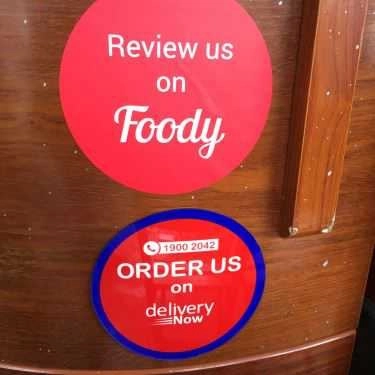 Review us
on
Foody
1900 2042
ORDER US
on
delivery
Now